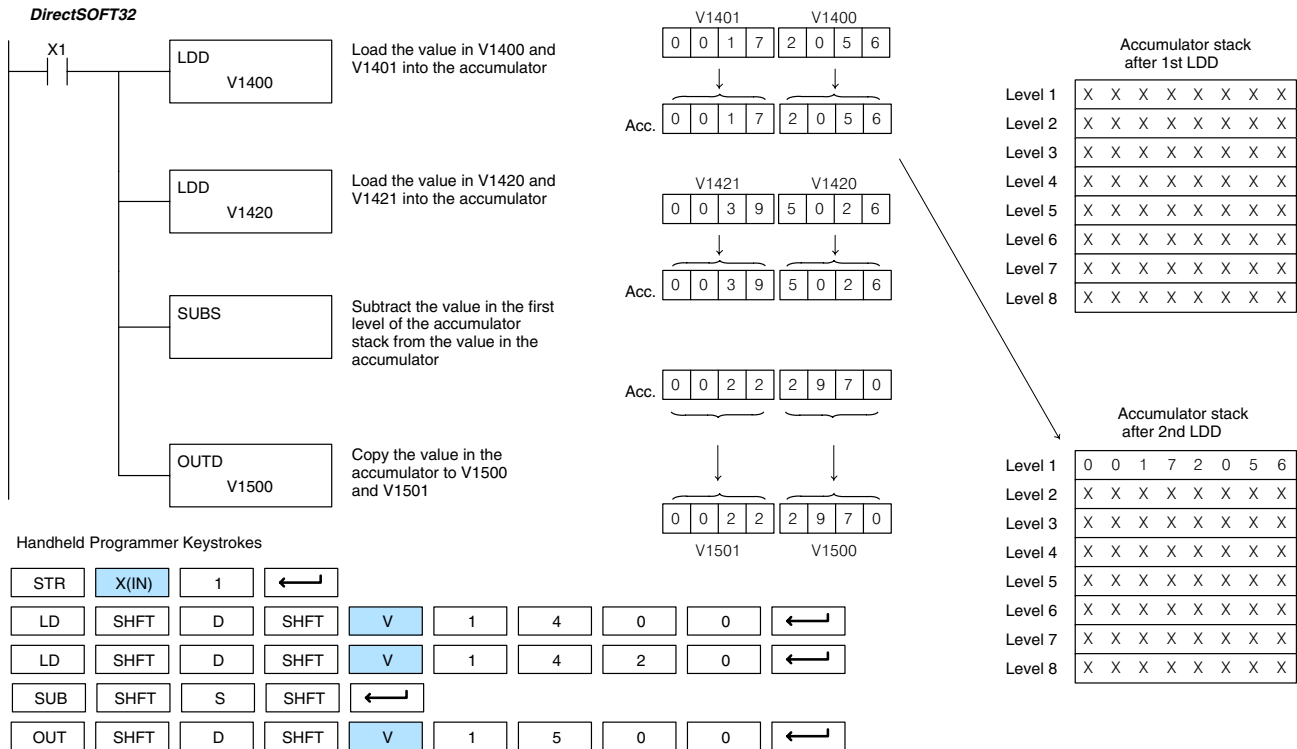 DirectSOFT32
X1
LDD
V1400
Load the value in V1400 and
V1401 into the accumulator
LDD
V1420
Load the value in V1420 and
V1421 into the accumulator
SUBS
Subtract the value in the first
level of the accumulator
stack from the value in the
accumulator
OUTD
V1500
Copy the value in the
accumulator to V1500
and V1501
V1401 V1400
0 0 1 7 2 0 5 6
Acc. 0 0 1 7 2 0 5 6
V1421 V1420
0 0 3 9 5 0 2 6
Acc. 0 0 3 9 5 0 2 6
Acc. 0 0 2 2 2 9 7 0
0 0 2 2 2 9 7 0
V1501 V1500
Accumulator stack
after 1st LDD
Level 1 X X X X X X X X
Level 2 X X X X X X X X
Level 3 X X X X X X X X
Level 4 X X X X X X X X
Level 5 X X X X X X X X
Level 6 X X X X X X X X
Level 7 X X X X X X X X
Level 8 X X X X X X X X
Accumulator stack
after 2nd LDD
Level 1 0 0 1 7 2 0 5 6
Level 2 X X X X X X X X
Level 3 X X X X X X X X
Level 4 X X X X X X X X
Level 5 X X X X X X X X
Level 6 X X X X X X X X
Level 7 X X X X X X X X
Level 8 X X X X X X X X
Handheld Programmer Keystrokes
STR X(IN) 1
LD SHFT D SHFT V 1 4 0 0
LD SHFT D SHFT V 1 4 2 0
SUB SHFT S SHFT
OUT SHFT D SHFT V 1 5 0 0